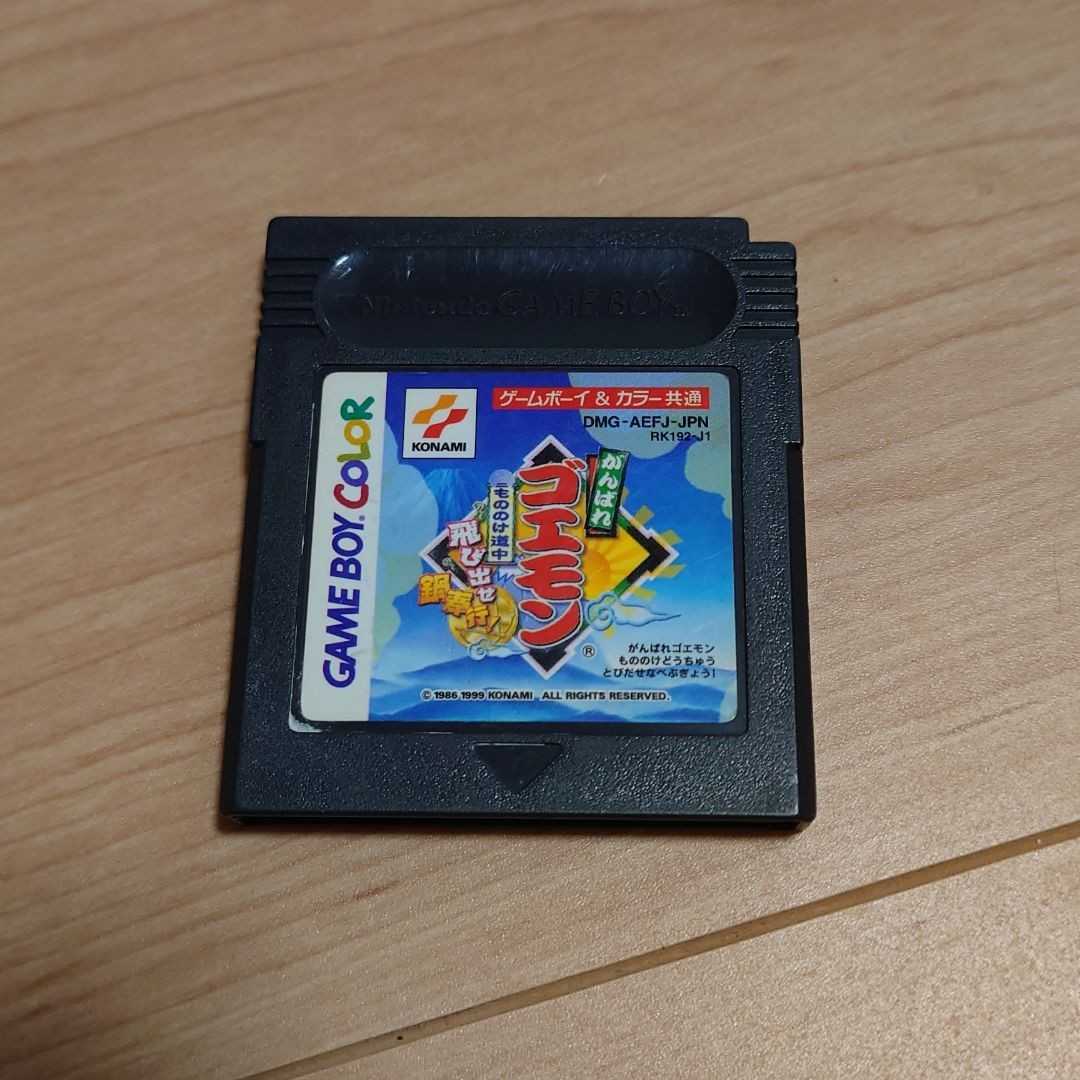 Nintendo GAME BOY
GAME BOY COLOR
KONAMI
ゲームボーイ & カラー共通
DMG-AEFJ-JPN
RK192-J1
がんばれ
ゴエモン
もののけ道中
飛び出せ
鍋奉行!
®
がんばれゴエモン
もののけどうちゅう
とびだせなべぶぎょう!
© 1986 1999 KONAMI ALL RIGHTS RESERVED.